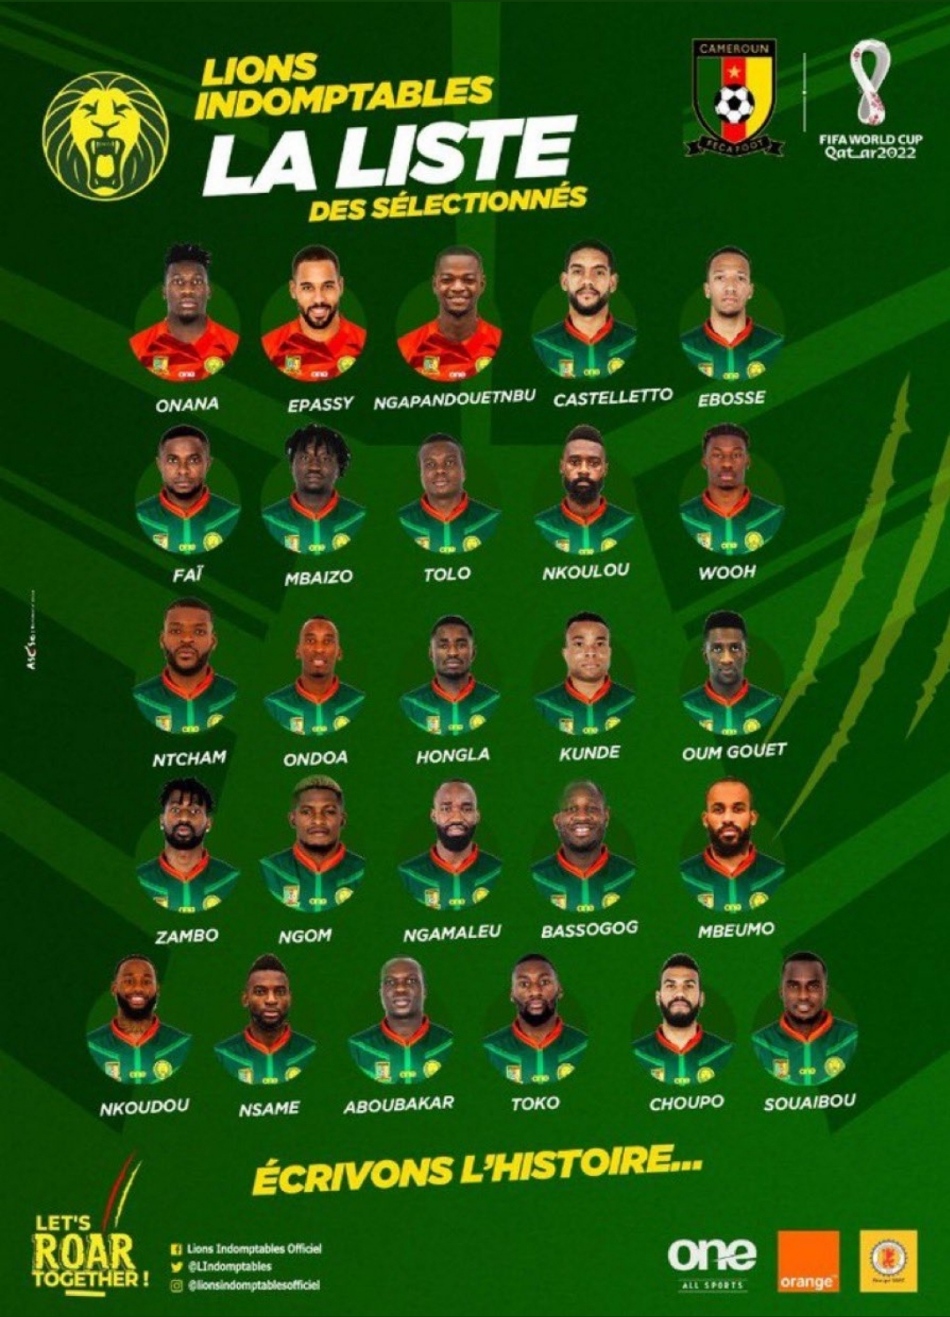 LIONS
INDOMPTABLES
LA LISTE
DES SÉLECTIONNÉS
CAMEROUN
FECAFOOT
FIFA WORLD CUP
Qatar2022
ONANA EPASSY NGAPANDOUETNBU CASTELLETTO EBOSSE
FAÏ MBAIZO TOLO NKOULOU WOOH
NTCHAM ONDOA HONGLA KUNDE OUM GOUET
ZAMBO NGOM NGAMALEU BASSOGOG MBEUMO
NKOUDOU NSAME ABOUBAKAR TOKO CHOUPO SOUAIBOU
ÉCRIVONS L'HISTOIRE...
LET'S
ROAR
TOGETHER !
Lions Indomptables Officiel
@LIndomptables
@lionsindomptablesofficiel
one
ALL SPORTS
orange